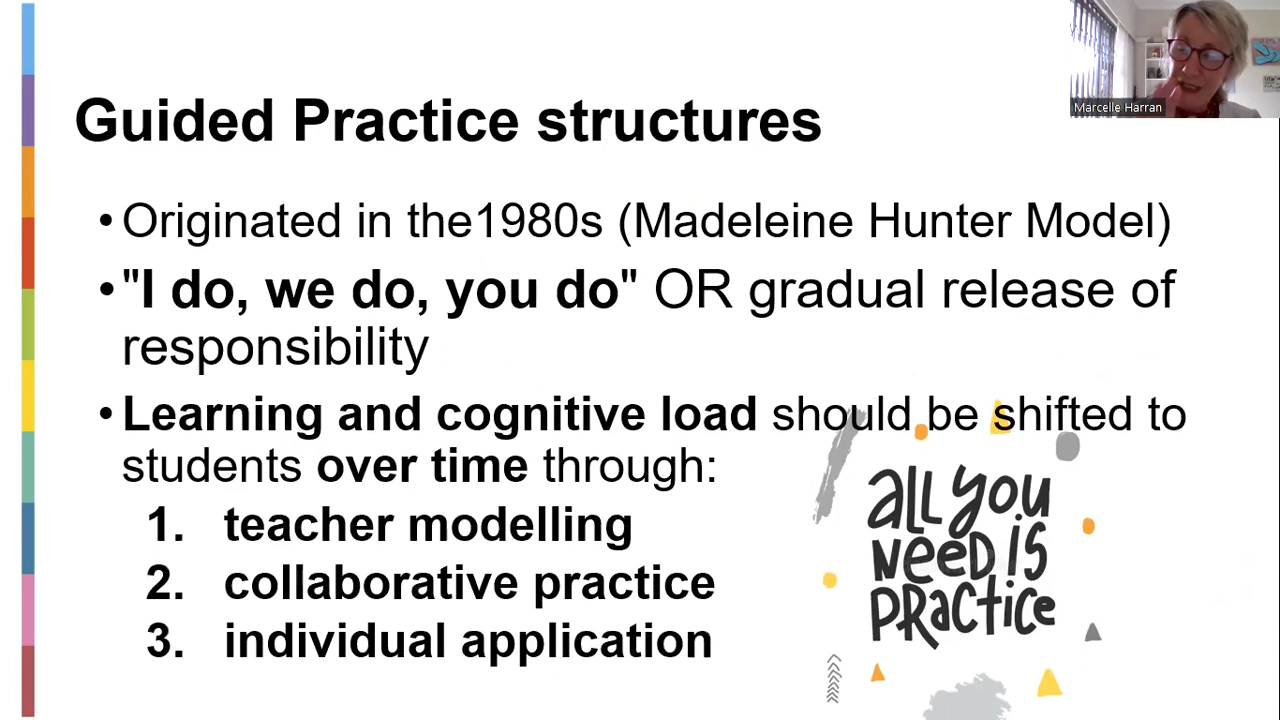 Marcelle Harran
Guided Practice structures
• Originated in the1980s (Madeleine Hunter Model)
• "I do, we do, you do" OR gradual release of
responsibility
• Learning and cognitive load should be shifted to
students over time through:
1. teacher modelling
2. collaborative practice
3. individual application
all you
need is
practice